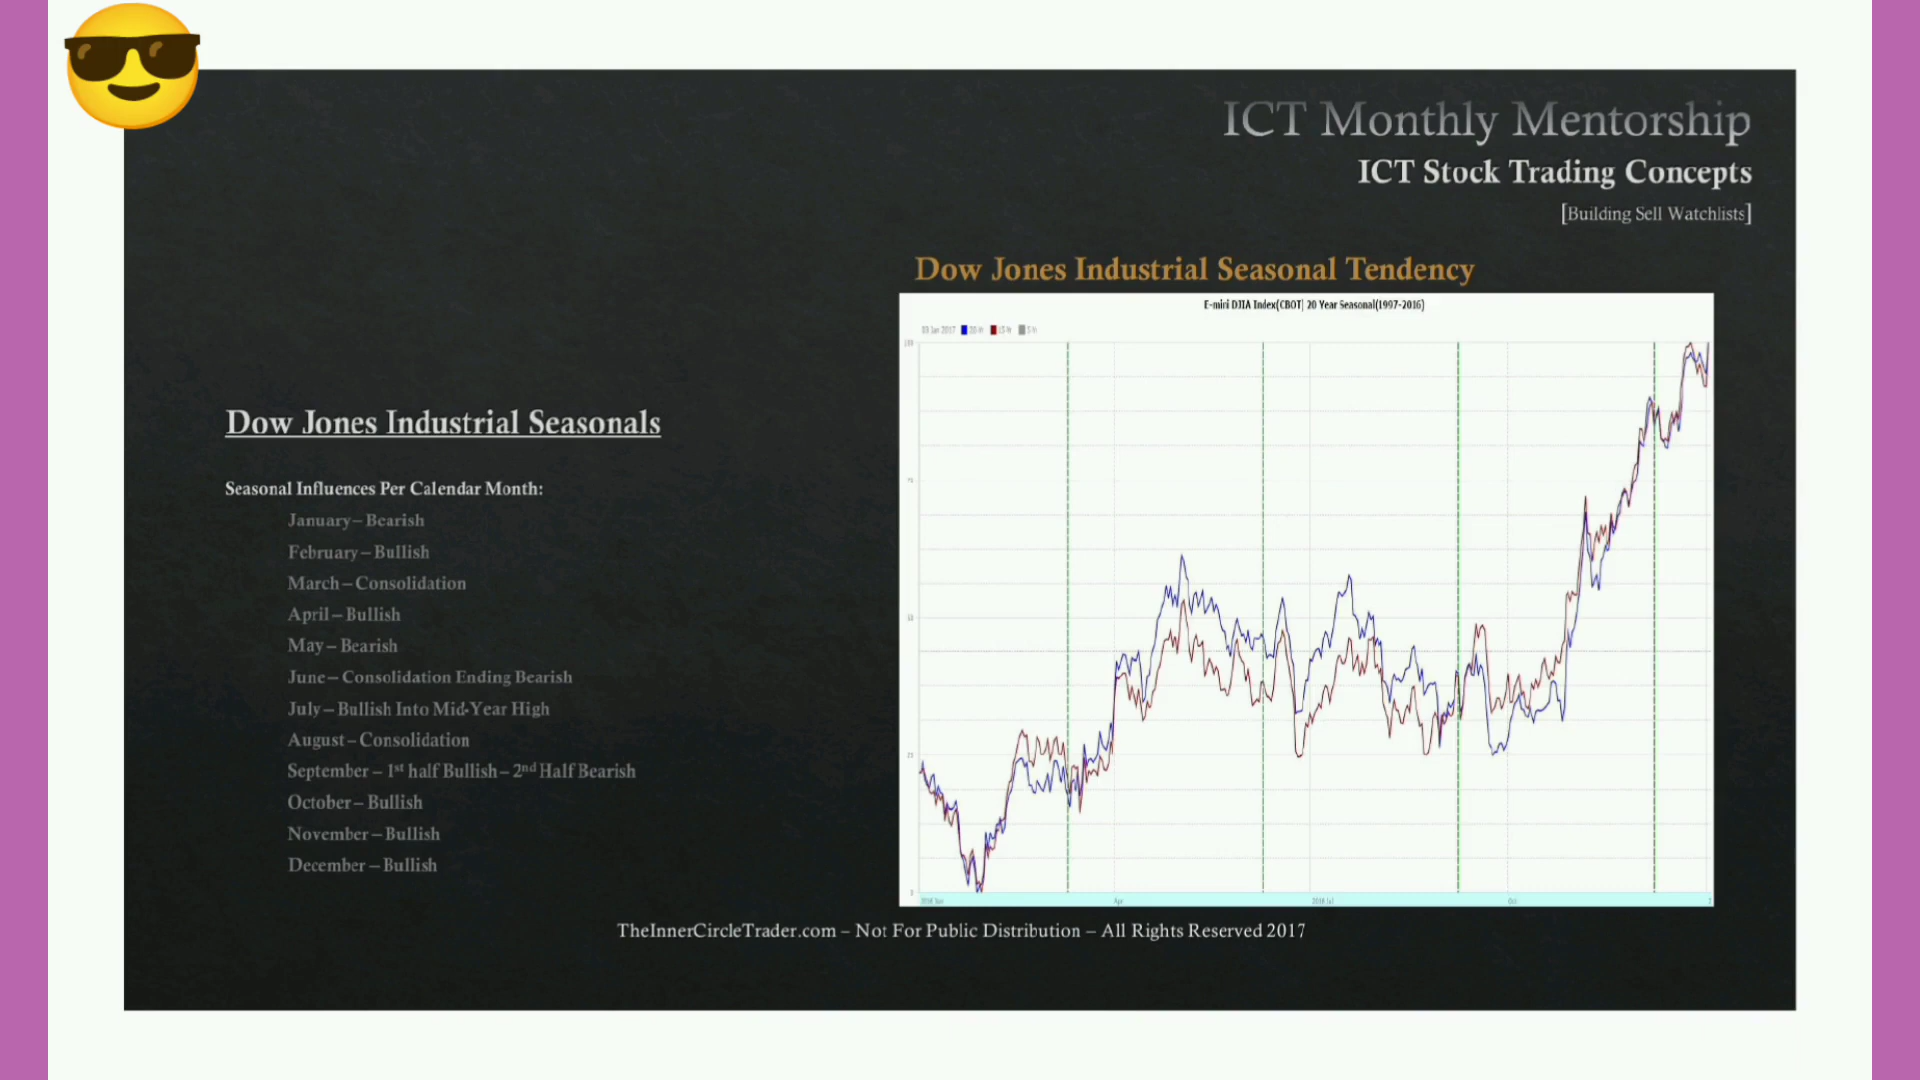 ICT Monthly Mentorship
ICT Stock Trading Concepts
[Building Sell Watchlists]
Dow Jones Industrial Seasonal Tendency
E-mini DJIA Index(CBOT) 20 Year Seasonal(1997-2016)
100
Dow Jones Industrial Seasonals
Seasonal Influences Per Calendar Month:
January – Bearish
February – Bullish
March – Consolidation
April – Bullish
May – Bearish
June – Consolidation Ending Bearish
July – Bullish Into Mid-Year High
August – Consolidation
September – 1st half Bullish – 2nd Half Bearish
October – Bullish
November – Bullish
December – Bullish
Apr
Oct
TheInnerCircleTrader.com – Not For Public Distribution – All Rights Reserved 2017